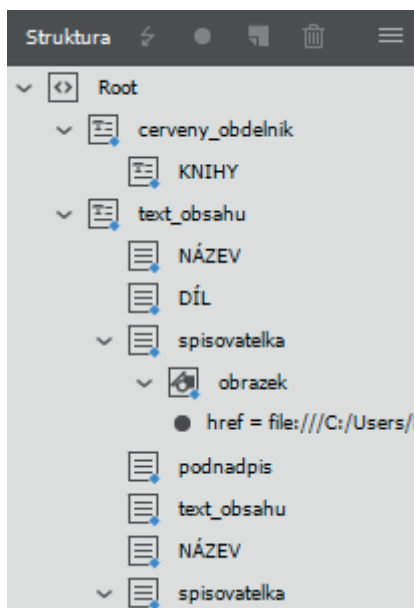 Struktura
Root
cerveny_obdelnik
KNIHY
text_obsahu
NÁZEV
DÍL
spisovatelka
obrazek
href = file:///C:/Users/
podnadpis
text_obsahu
NÁZEV
spisovatelka